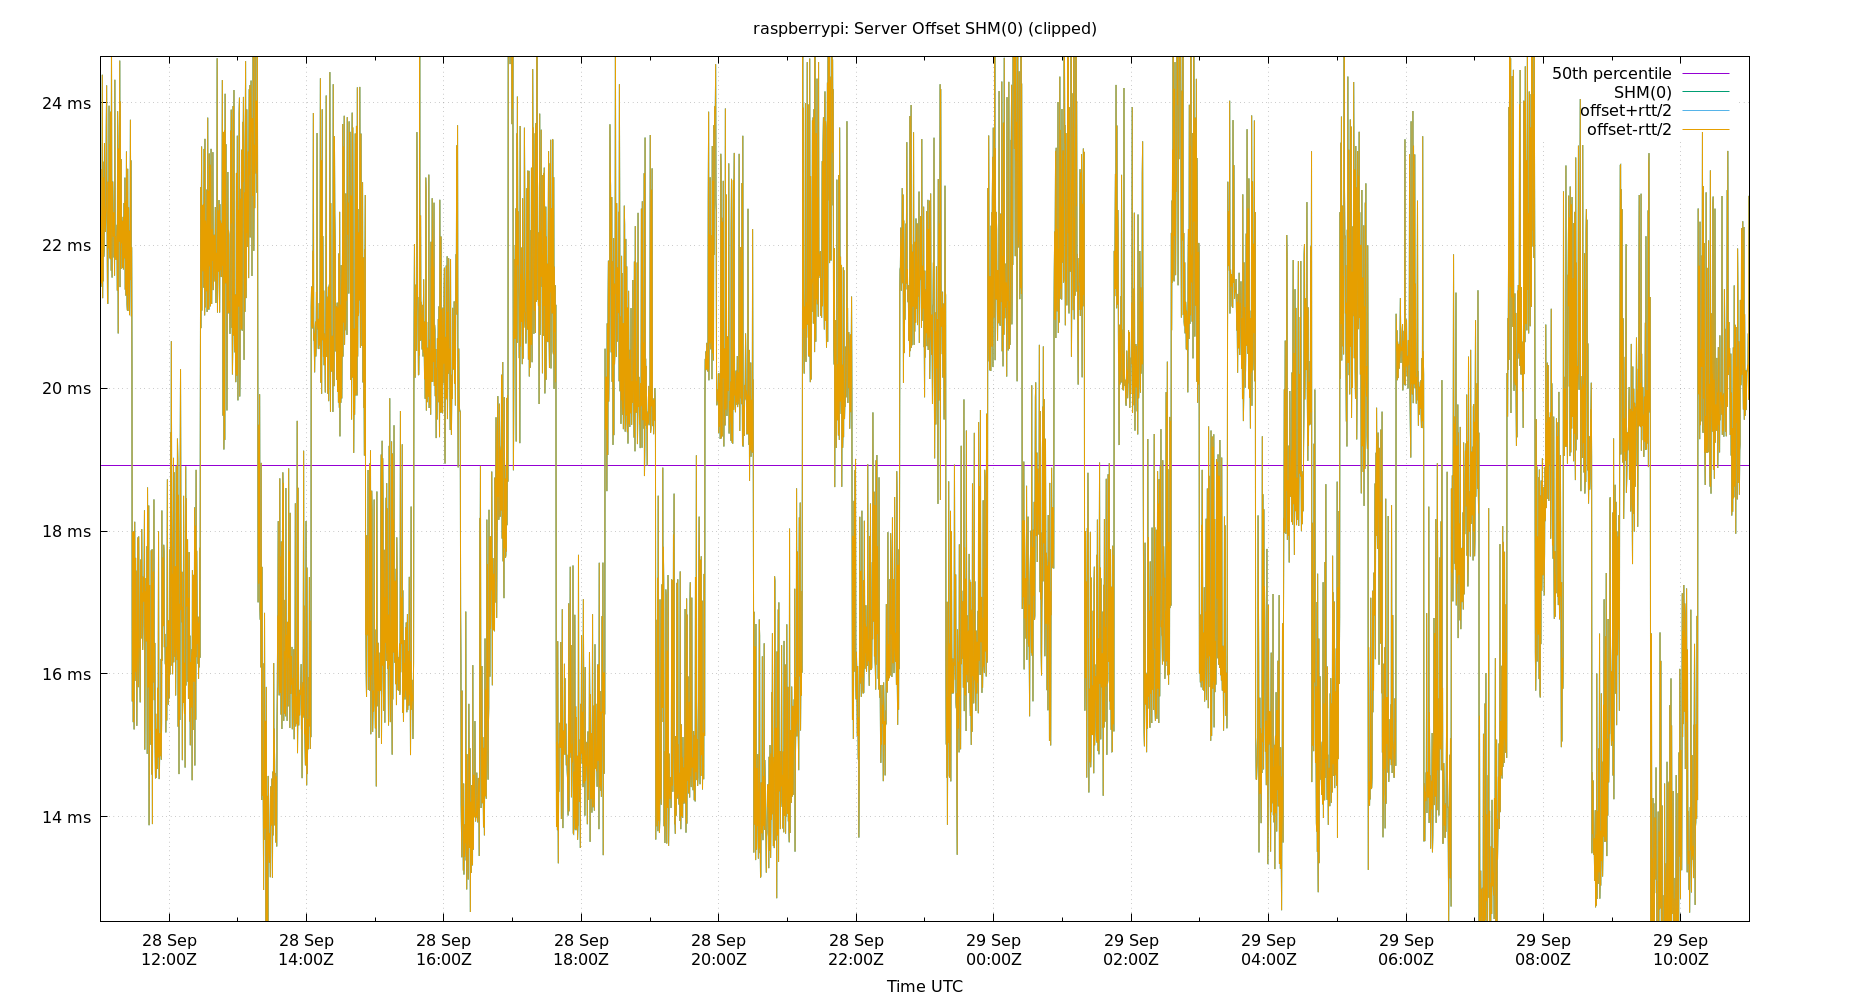 raspberrypi: Server Offset SHM(0) (clipped)
50th percentile
SHM(0)
offset+rtt/2
offset-rtt/2
24 ms
22 ms
20 ms
18 ms
16 ms
14 ms
28 Sep 28 Sep 28 Sep 28 Sep 28 Sep 28 Sep 29 Sep 29 Sep 29 Sep 29 Sep 29 Sep 29 Sep
12:00Z 14:00Z 16:00Z 18:00Z 20:00Z 22:00Z 00:00Z 02:00Z 04:00Z 06:00Z 08:00Z 10:00Z
Time UTC